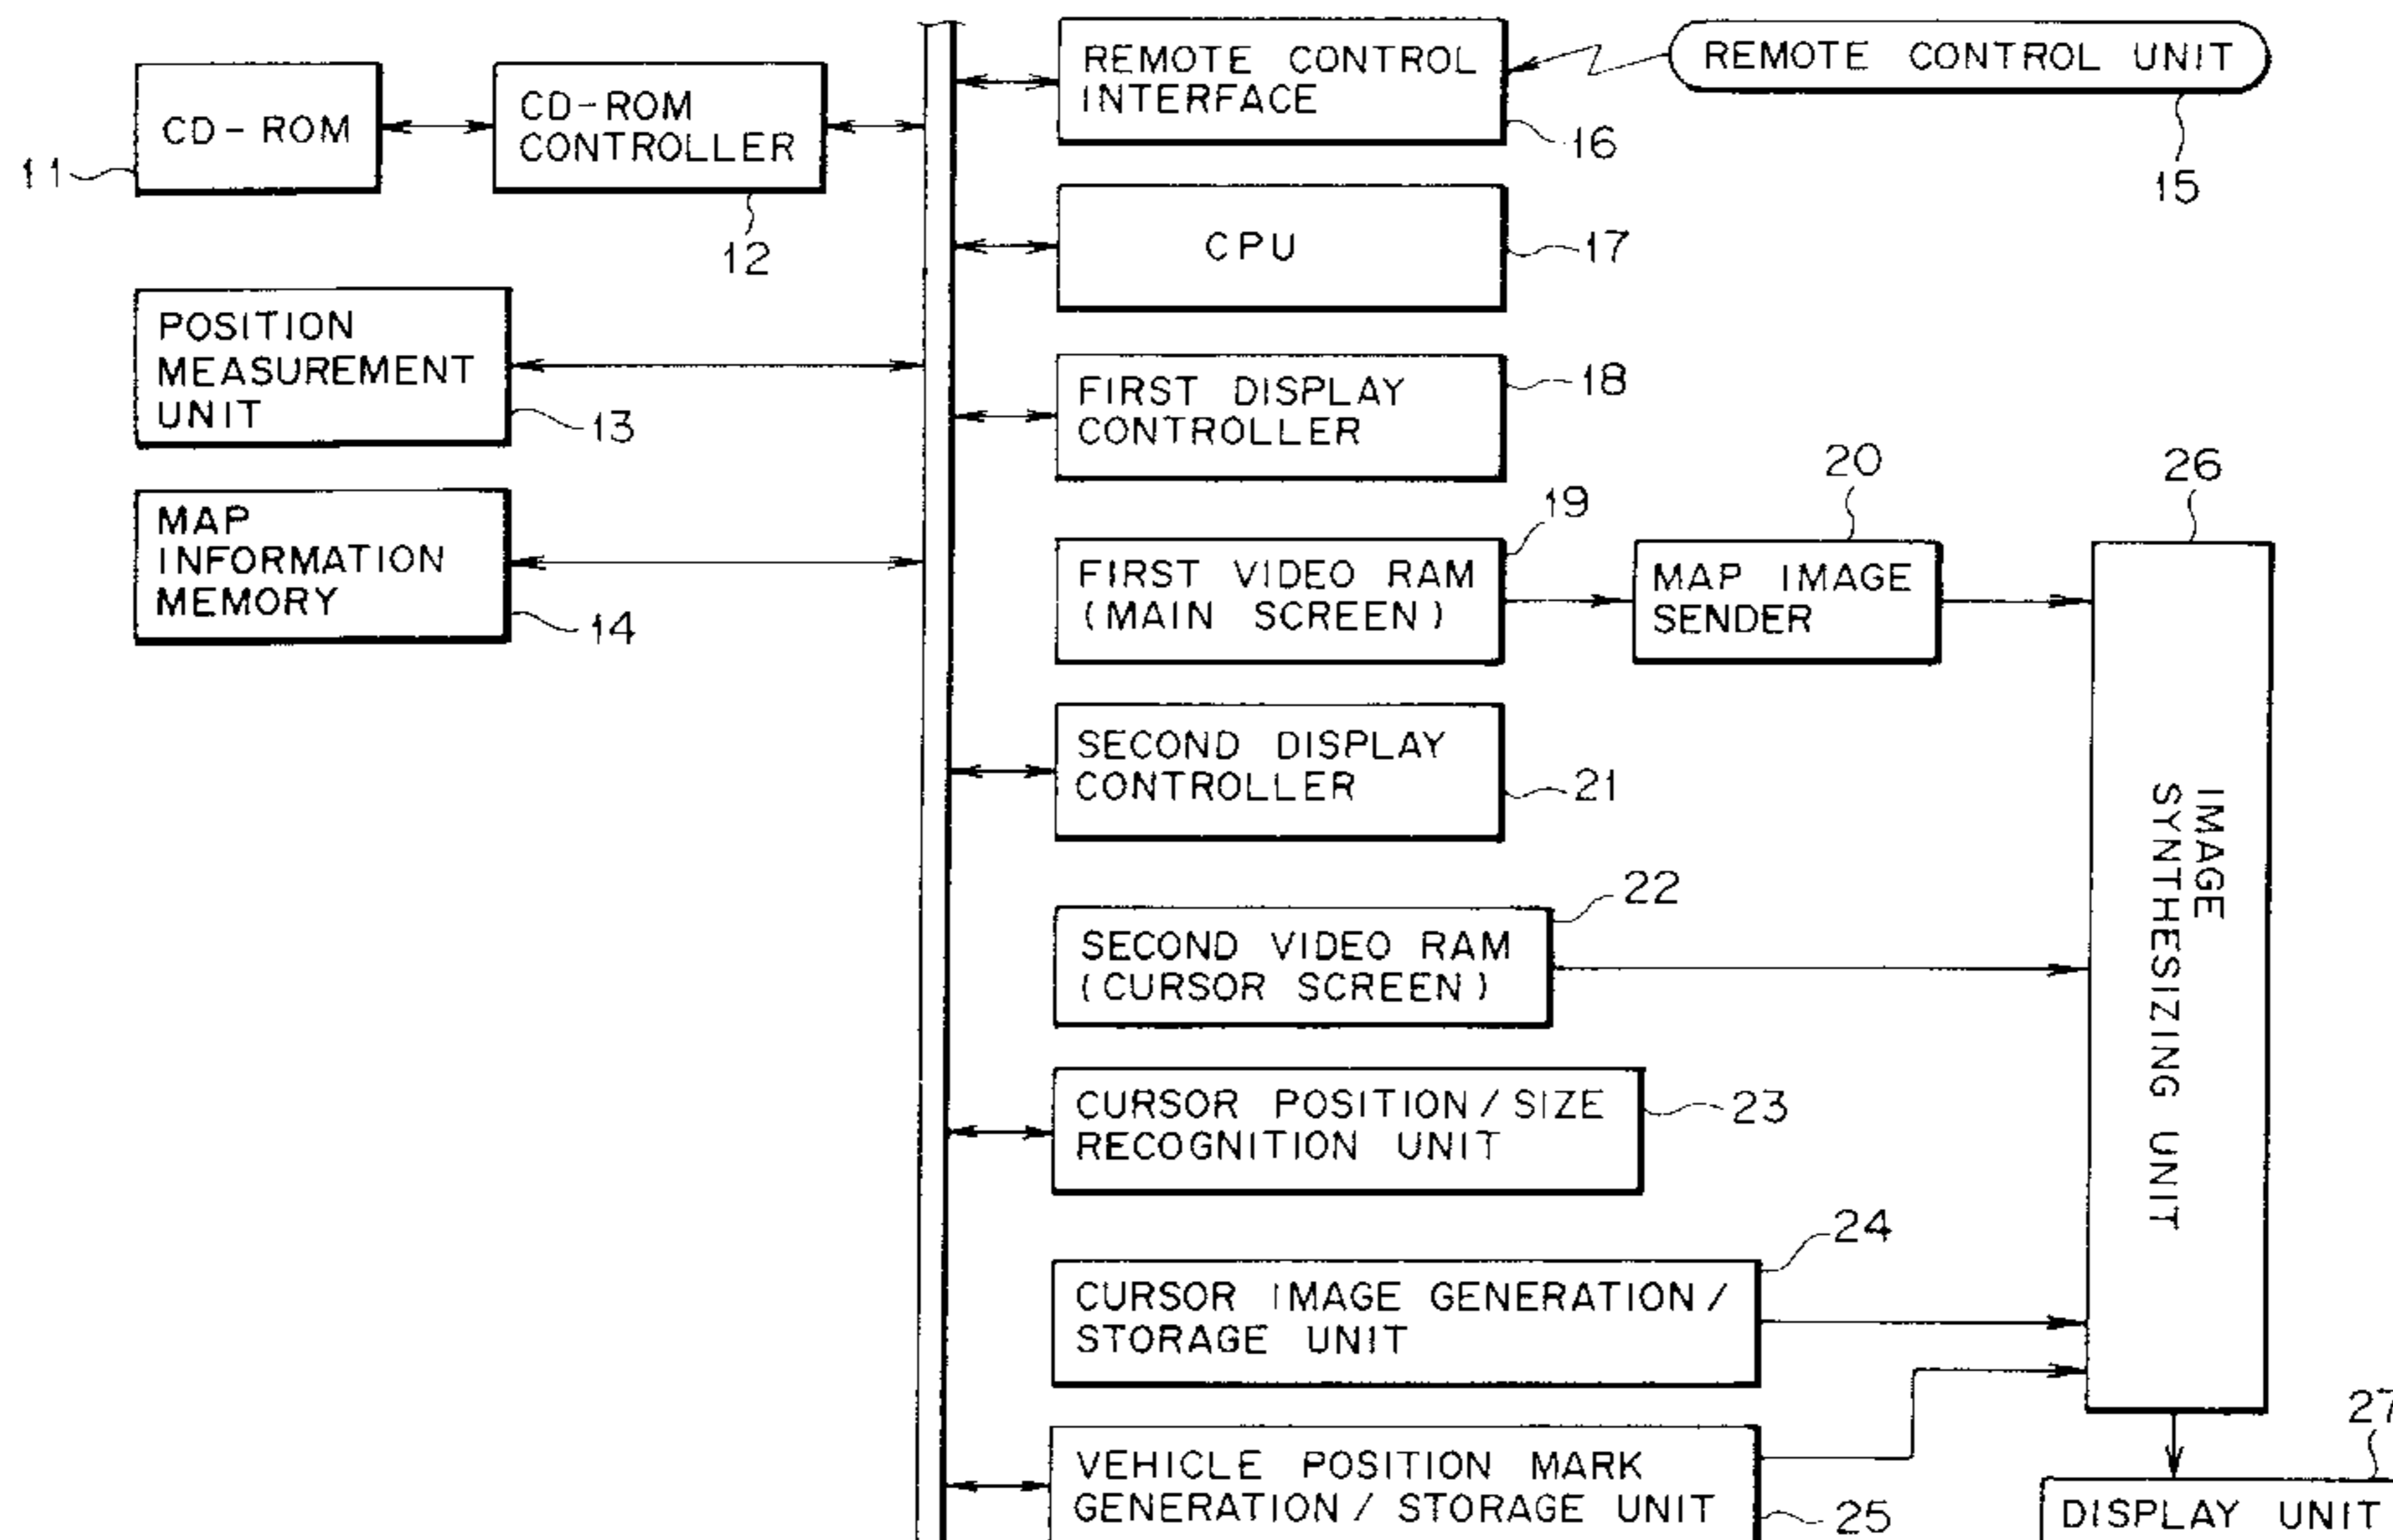 CD-ROM
11
CD-ROM
CONTROLLER
12
POSITION
MEASUREMENT
UNIT
13
MAP
INFORMATION
MEMORY
14
REMOTE CONTROL
INTERFACE
16
REMOTE CONTROL UNIT
15
CPU
17
FIRST DISPLAY
CONTROLLER
18
FIRST VIDEO RAM
(MAIN SCREEN)
19
MAP IMAGE
SENDER
20
SECOND DISPLAY
CONTROLLER
21
SECOND VIDEO RAM
(CURSOR SCREEN)
22
CURSOR POSITION/SIZE
RECOGNITION UNIT
23
CURSOR IMAGE GENERATION/
STORAGE UNIT
24
VEHICLE POSITION MARK
GENERATION/STORAGE UNIT
25
IMAGE
SYNTHESIZING UNIT
26
DISPLAY UNIT
27